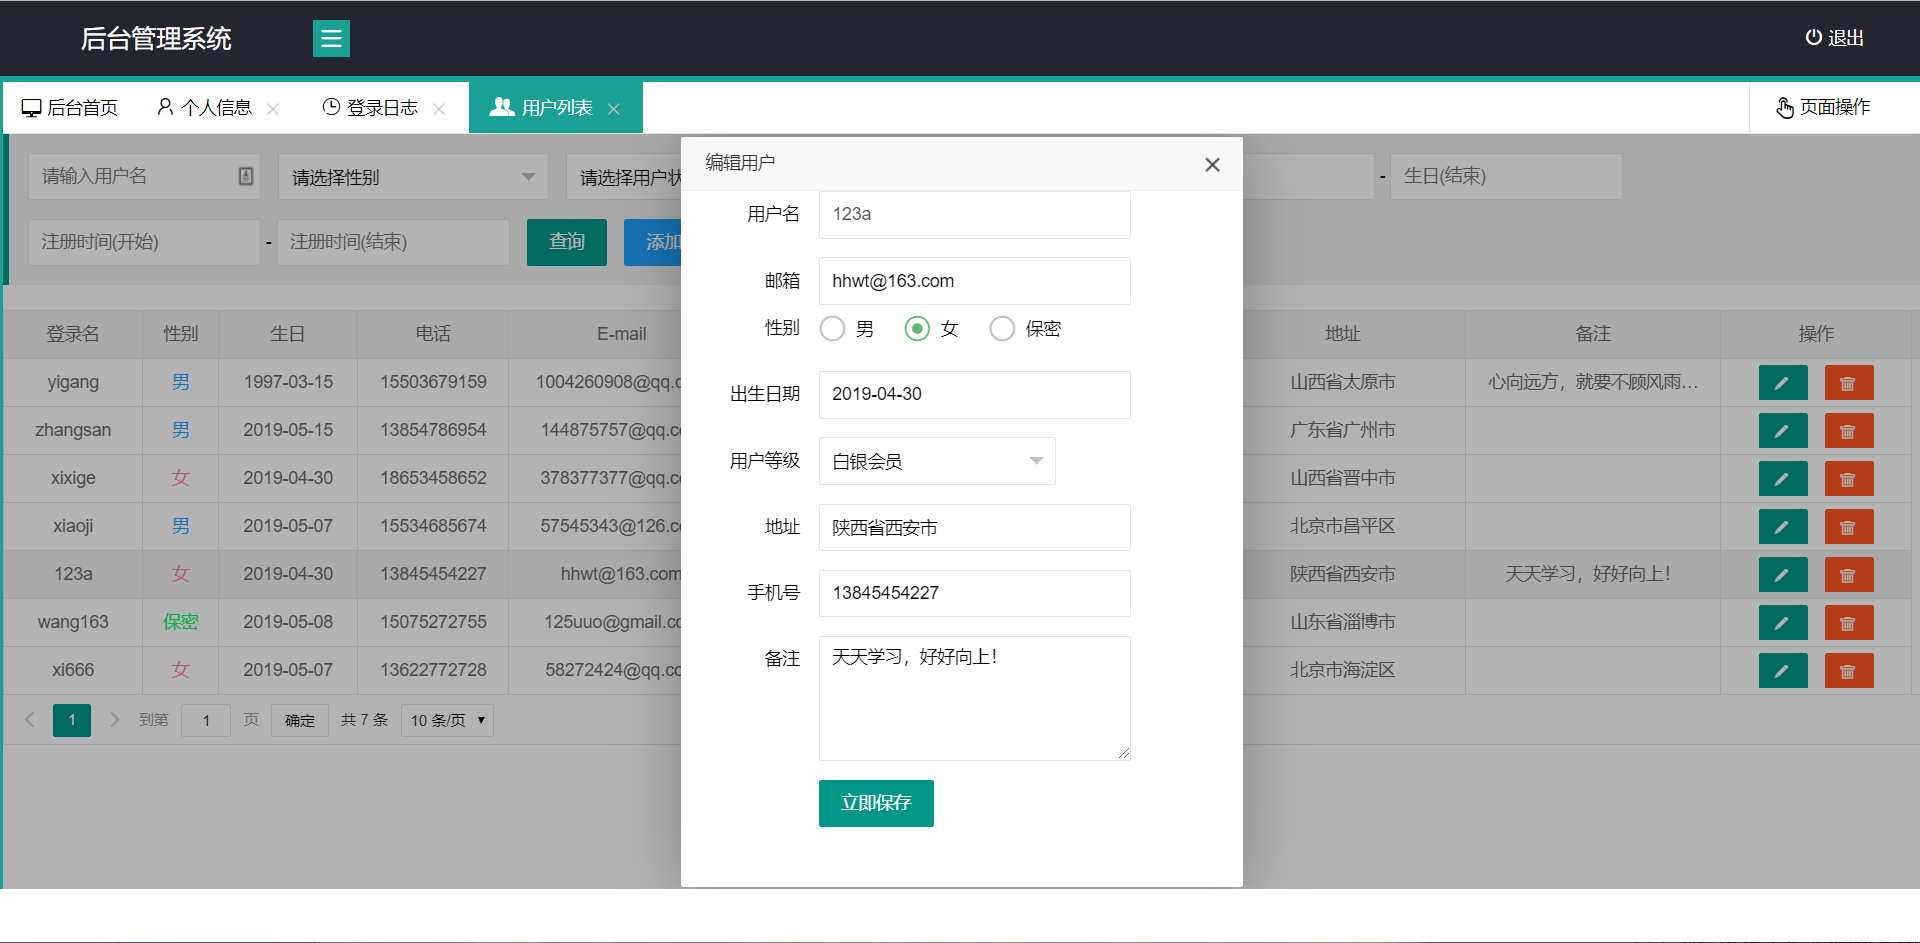 后台管理系统
退出
后台首页 个人信息 登录日志 用户列表 页面操作
请输入用户名 请选择性别 请选择用户状 - 生日(结束)
注册时间(开始) - 注册时间(结束) 查询 添加
登录名 性别 生日 电话 E-mail 地址 备注 操作
yigang 男 1997-03-15 15503679159 1004260908@qq.c 山西省太原市 心向远方，就要不顾风雨...
zhangsan 男 2019-05-15 13854786954 144875757@qq.c 广东省广州市
xixige 女 2019-04-30 18653458652 378377377@qq.c 山西省晋中市
xiaoji 男 2019-05-07 15534685674 57545343@126.c 北京市昌平区
123a 女 2019-04-30 13845454227 hhwt@163.com 陕西省西安市 天天学习，好好向上！
wang163 保密 2019-05-08 15075272755 125uuo@gmail.c 山东省淄博市
xi666 女 2019-05-07 13622772728 58272424@qq.c 北京市海淀区
1 到第 1 页 确定 共 7 条 10 条/页
编辑用户
用户名 123a
邮箱 hhwt@163.com
性别 男 女 保密
出生日期 2019-04-30
用户等级 白银会员
地址 陕西省西安市
手机号 13845454227
备注 天天学习，好好向上！
立即保存